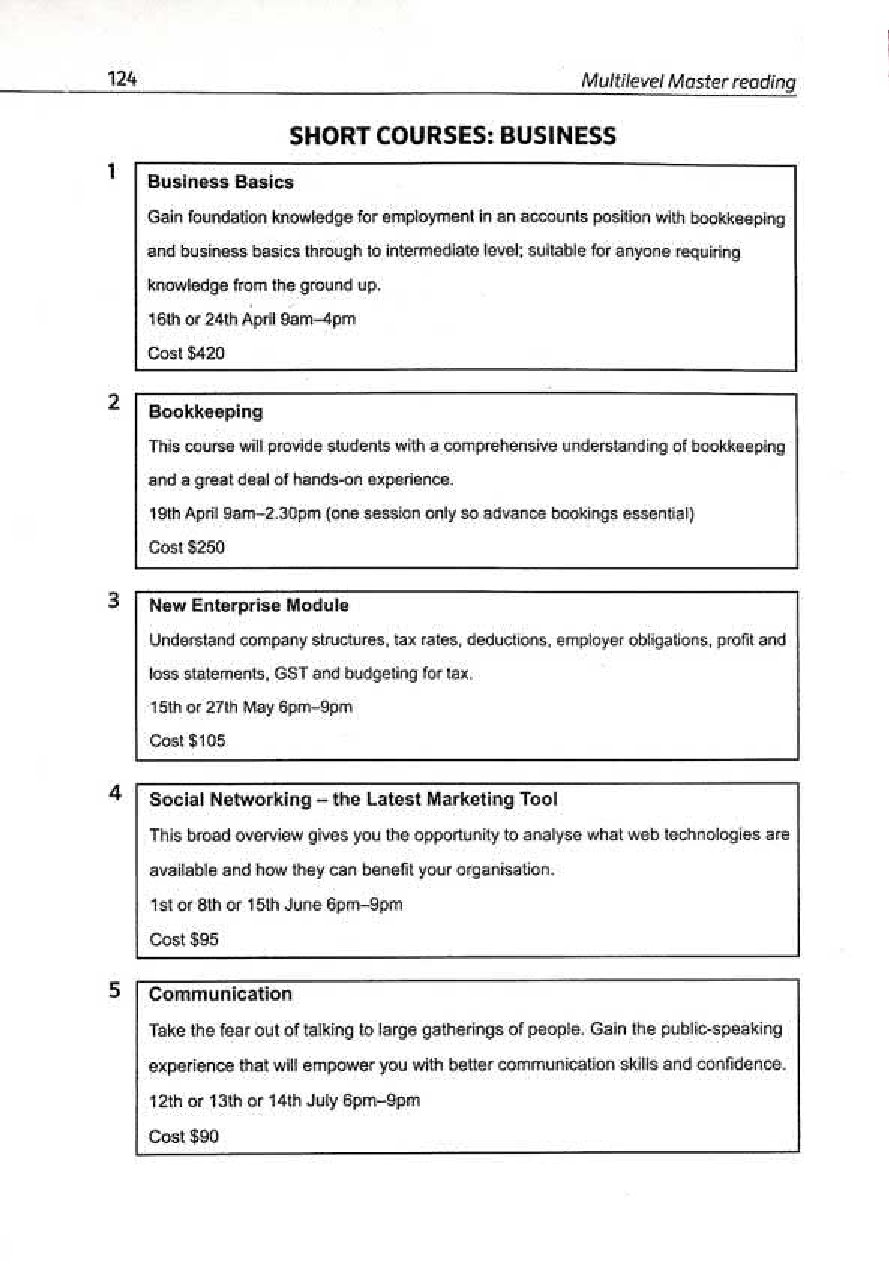 124
Multilevel Master reading
SHORT COURSES: BUSINESS
1
Business Basics
Gain foundation knowledge for employment in an accounts position with bookkeeping
and business basics through to intermediate level; suitable for anyone requiring
knowledge from the ground up.
16th or 24th April 9am–4pm
Cost $420
2
Bookkeeping
This course will provide students with a comprehensive understanding of bookkeeping
and a great deal of hands-on experience.
19th April 9am–2.30pm (one session only so advance bookings essential)
Cost $250
3
New Enterprise Module
Understand company structures, tax rates, deductions, employer obligations, profit and
loss statements, GST and budgeting for tax.
15th or 27th May 6pm–9pm
Cost $105
4
Social Networking – the Latest Marketing Tool
This broad overview gives you the opportunity to analyse what web technologies are
available and how they can benefit your organisation.
1st or 8th or 15th June 6pm–9pm
Cost $95
5
Communication
Take the fear out of talking to large gatherings of people. Gain the public-speaking
experience that will empower you with better communication skills and confidence.
12th or 13th or 14th July 6pm–9pm
Cost $90